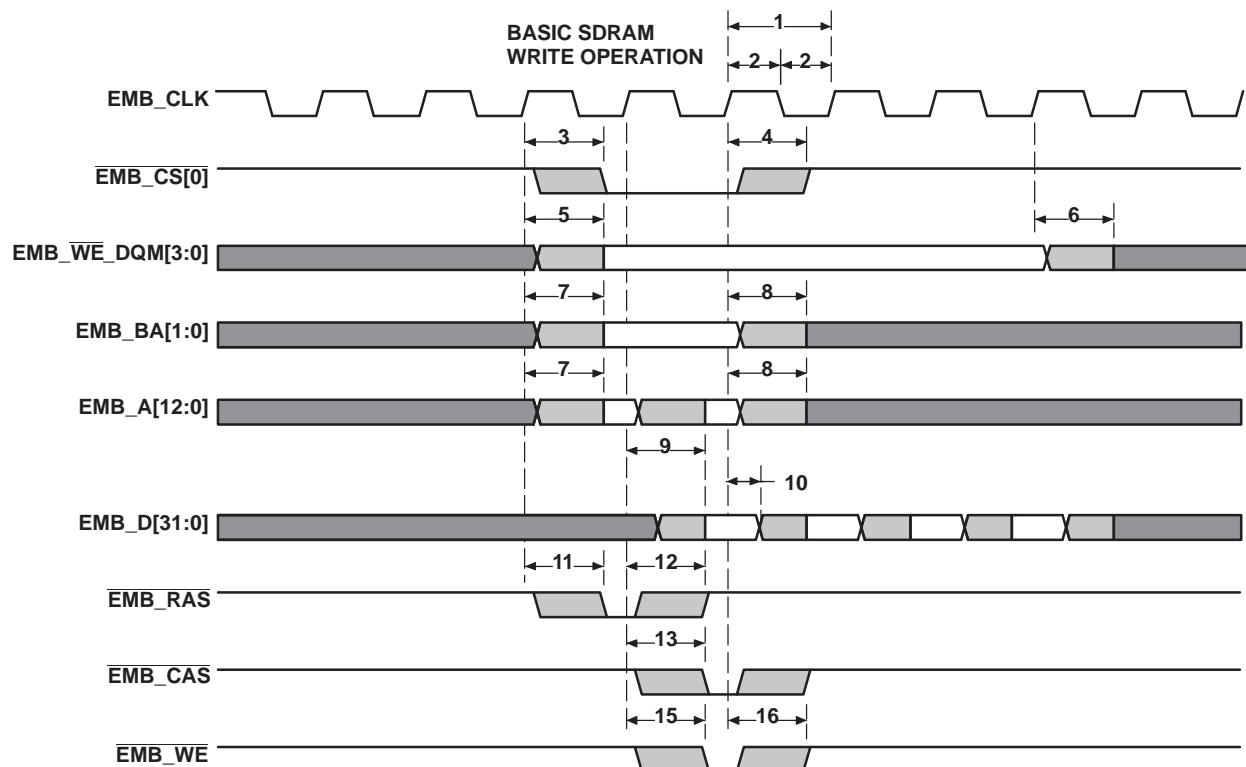 1
BASIC SDRAM
WRITE OPERATION
2 2
EMB_CLK
3 4
EMB_CS[0]
5 6
EMB_WE_DQM[3:0]
7 8
EMB_BA[1:0]
7 8
EMB_A[12:0]
9
10
EMB_D[31:0]
11 12
EMB_RAS
13
EMB_CAS
15 16
EMB_WE